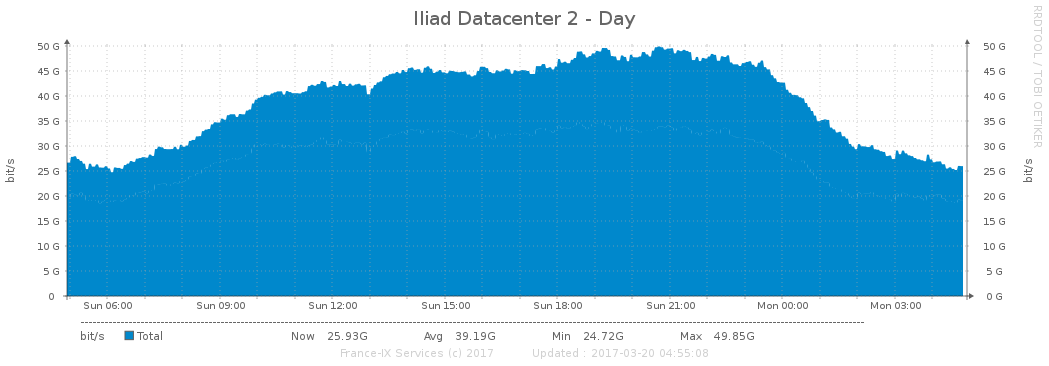 Iliad Datacenter 2 - Day
RRDTOOL / TOBI OETIKER
bit/s
50 G 50 G
45 G 45 G
40 G 40 G
35 G 35 G
30 G 30 G
25 G 25 G
20 G 20 G
15 G 15 G
10 G 10 G
5 G 5 G
0 0 G
bit/s
Sun 06:00 Sun 09:00 Sun 12:00 Sun 15:00 Sun 18:00 Sun 21:00 Mon 00:00 Mon 03:00
bit/s Total Now 25.93G Avg 39.19G Min 24.72G Max 49.85G
France-IX Services (c) 2017 Updated : 2017-03-20 04:55:08